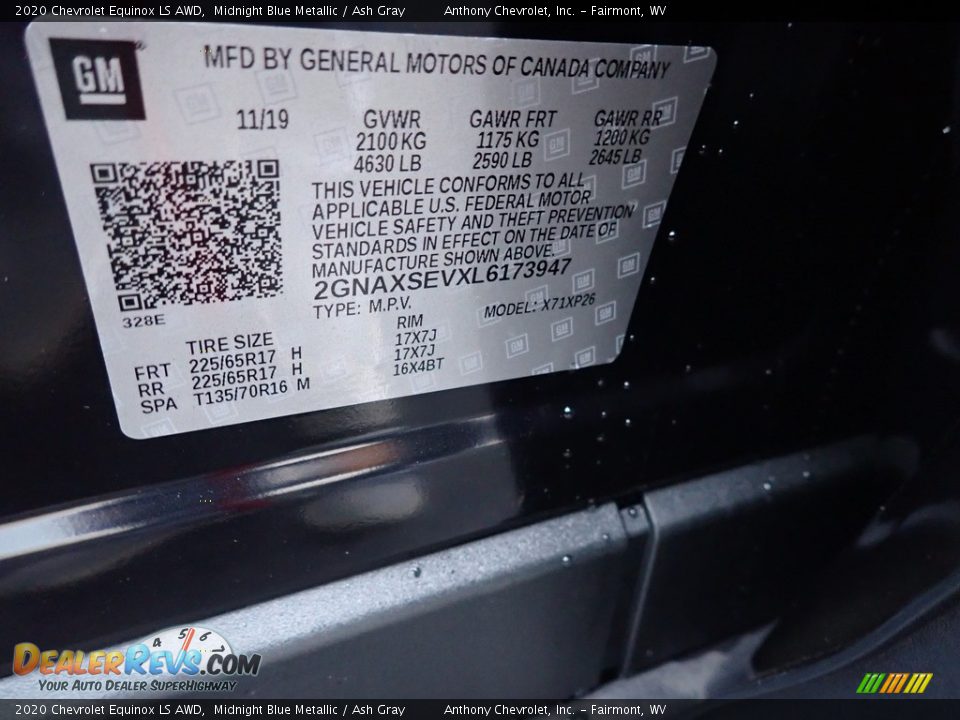 2020 Chevrolet Equinox LS AWD, Midnight Blue Metallic / Ash Gray Anthony Chevrolet, Inc. - Fairmont, WV
GM
MFD BY GENERAL MOTORS OF CANADA COMPANY
11/19 GVWR GAWR FRT GAWR RR
2100 KG 1175 KG 1200 KG
4630 LB 2590 LB 2645 LB
THIS VEHICLE CONFORMS TO ALL
APPLICABLE U.S. FEDERAL MOTOR
VEHICLE SAFETY AND THEFT PREVENTION
STANDARDS IN EFFECT ON THE DATE OF
MANUFACTURE SHOWN ABOVE.
2GNAXSEVXL6173947
TYPE: M.P.V. MODEL: X71XP26
328E
TIRE SIZE RIM
FRT 225/65R17 H 17X7J
RR 225/65R17 H 17X7J
SPA T135/70R16 M 16X4BT
4 5 6
DEALERREVS.COM
YOUR AUTO DEALER SUPERHIGHWAY
2020 Chevrolet Equinox LS AWD, Midnight Blue Metallic / Ash Gray Anthony Chevrolet, Inc. - Fairmont, WV